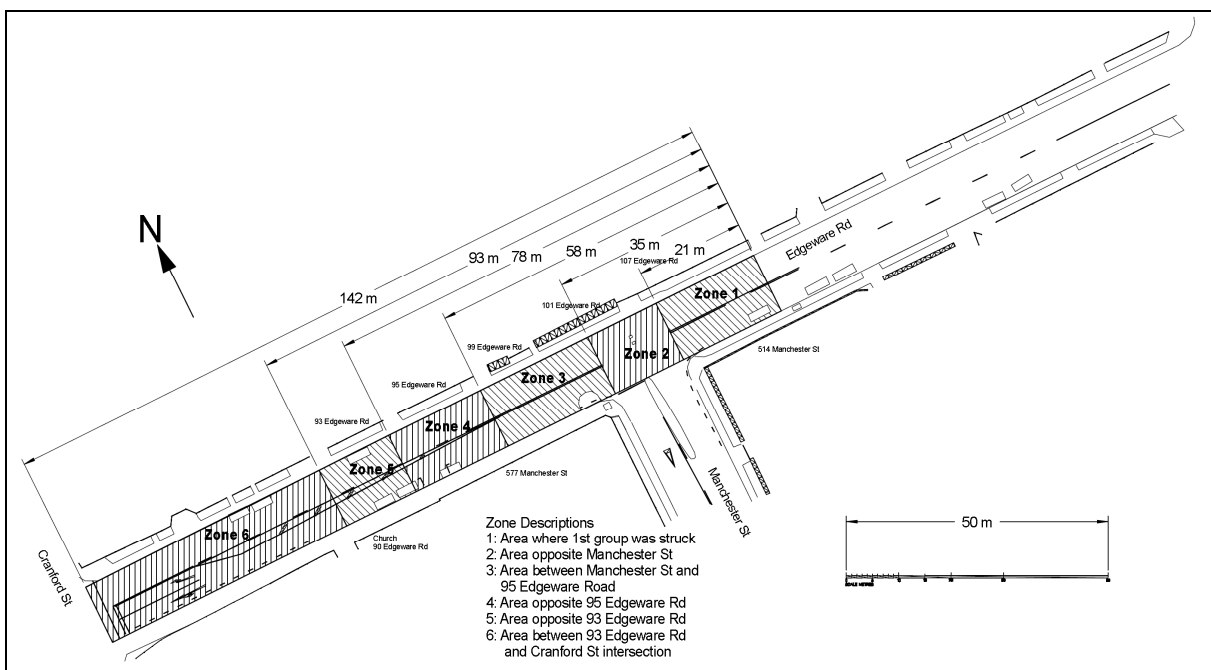 N
142 m
93 m
78 m
58 m
35 m
21 m
107 Edgeware Rd
101 Edgeware Rd
99 Edgeware Rd
95 Edgeware Rd
93 Edgeware Rd
Edgeware Rd
Zone 1
Zone 2
Zone 3
Zone 4
Zone 5
Zone 6
514 Manchester St
577 Manchester St
Manchester St
Church
90 Edgeware Rd
Cranford St
Zone Descriptions
1: Area where 1st group was struck
2: Area opposite Manchester St
3: Area between Manchester St and
95 Edgeware Road
4: Area opposite 95 Edgeware Rd
5: Area opposite 93 Edgeware Rd
6: Area between 93 Edgeware Rd
and Cranford St intersection
50 m
SCALE METRES